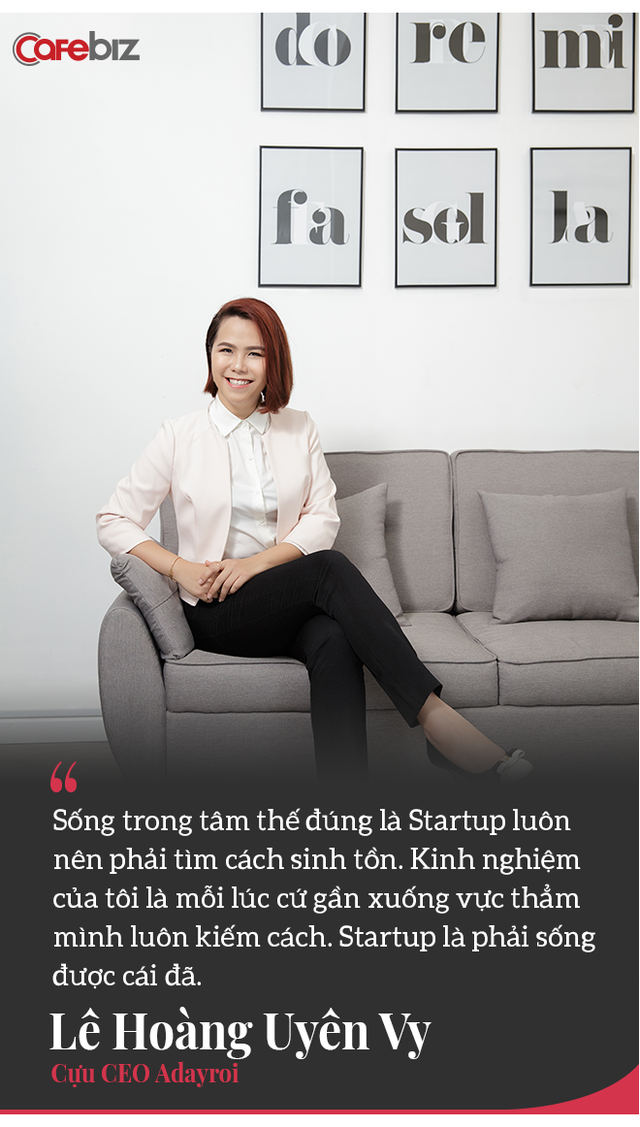 Cafebiz
do re mi
fa sol la
“
Sống trong tâm thế đúng là Startup luôn
nên phải tìm cách sinh tồn. Kinh nghiệm
của tôi là mỗi lúc cứ gần xuống vực thẳm
mình luôn kiếm cách. Startup là phải sống
được cái đã.
Lê Hoàng Uyên Vy
Cựu CEO Adayroi